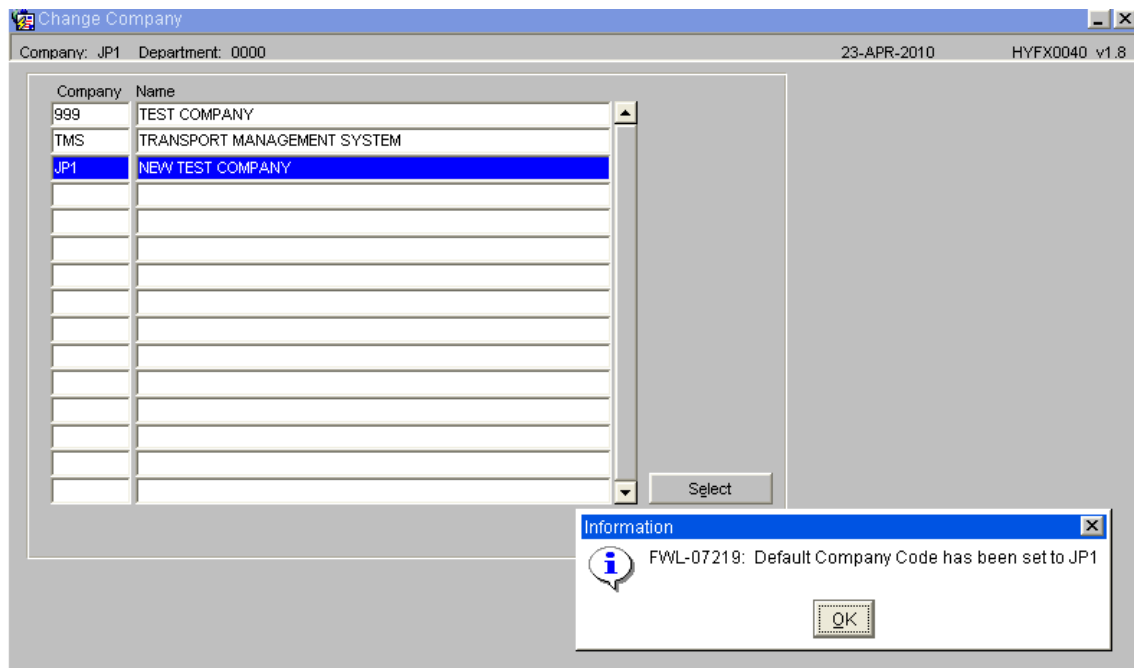 Change Company
Company: JP1 Department: 0000 23-APR-2010 HYFX0040 v1.8
Company Name
999 TEST COMPANY
TMS TRANSPORT MANAGEMENT SYSTEM
JP1 NEW TEST COMPANY
Select
Information
FWL-07219: Default Company Code has been set to JP1
OK